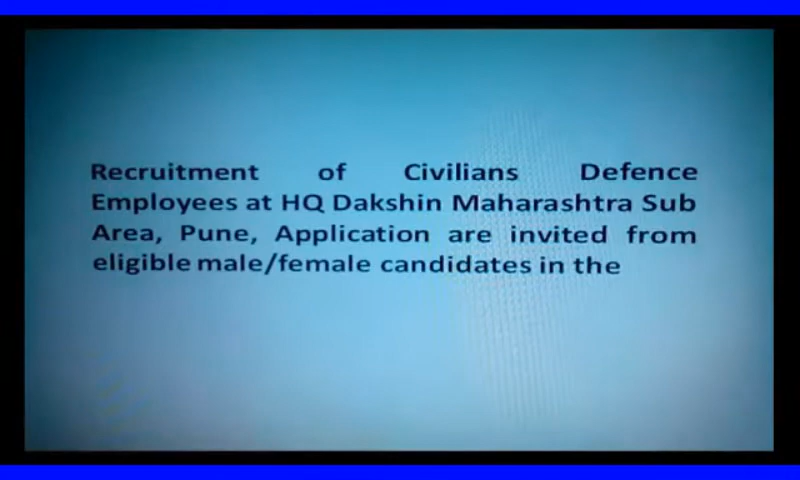 Recruitment of Civilians Defence
Employees at HQ Dakshin Maharashtra Sub
Area, Pune, Application are invited from
eligible male/female candidates in the